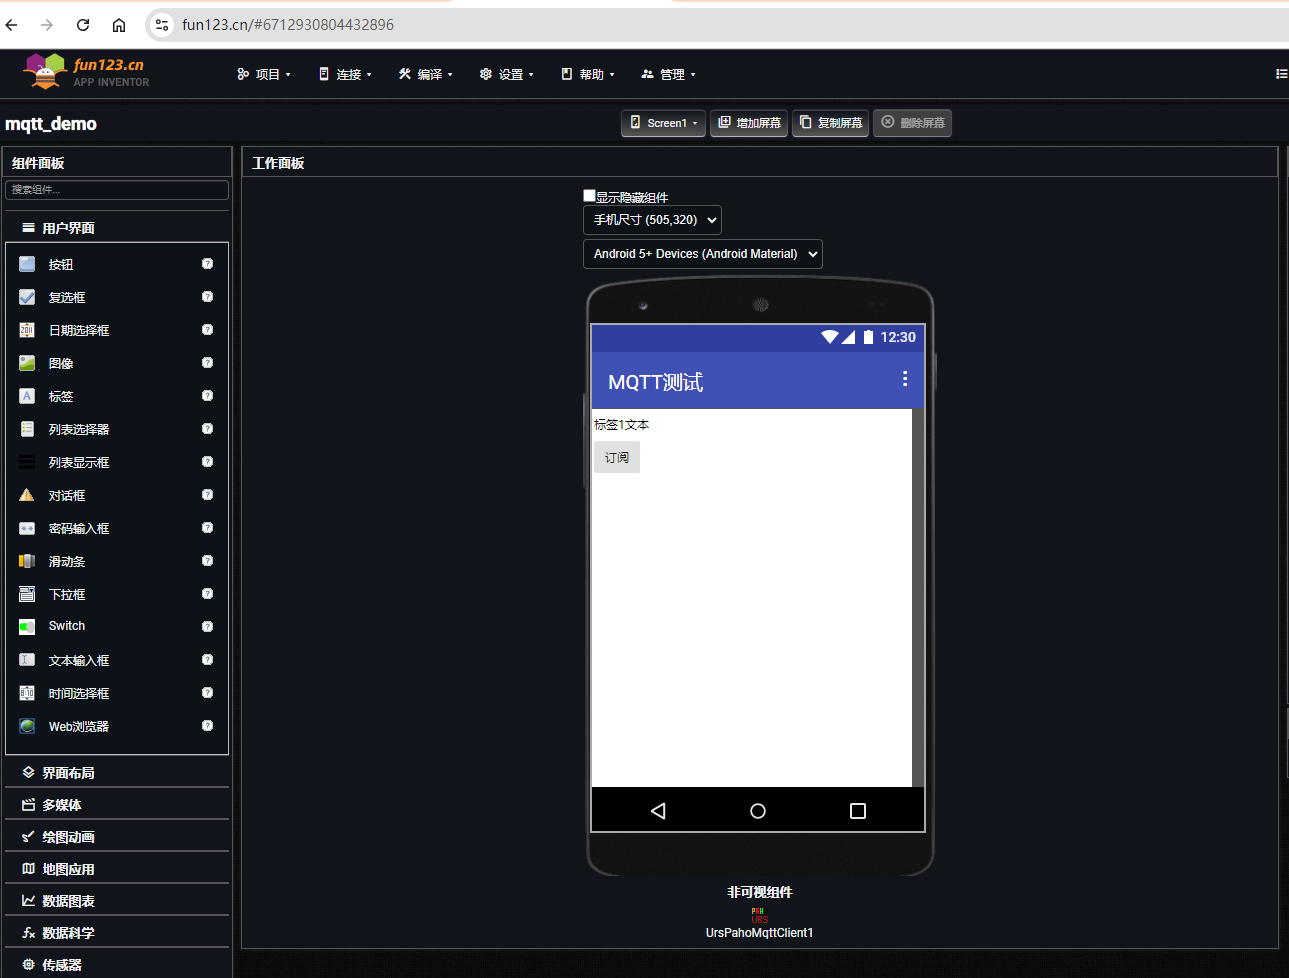 fun123.cn/#6712930804432896
fun123.cn
APP INVENTOR
项目
连接
编译
设置
帮助
管理
mqtt_demo
Screen1
增加屏幕
复制屏幕
删除屏幕
组件面板
搜索组件...
用户界面
按钮
复选框
日期选择框
图像
标签
列表选择器
列表显示框
对话框
密码输入框
滑动条
下拉框
Switch
文本输入框
时间选择框
Web浏览器
界面布局
多媒体
绘图动画
地图应用
数据图表
数据科学
传感器
工作面板
显示隐藏组件
手机尺寸 (505,320)
Android 5+ Devices (Android Material)
12:30
MQTT测试
标签1文本
订阅
非可视组件
UrsPahoMqttClient1